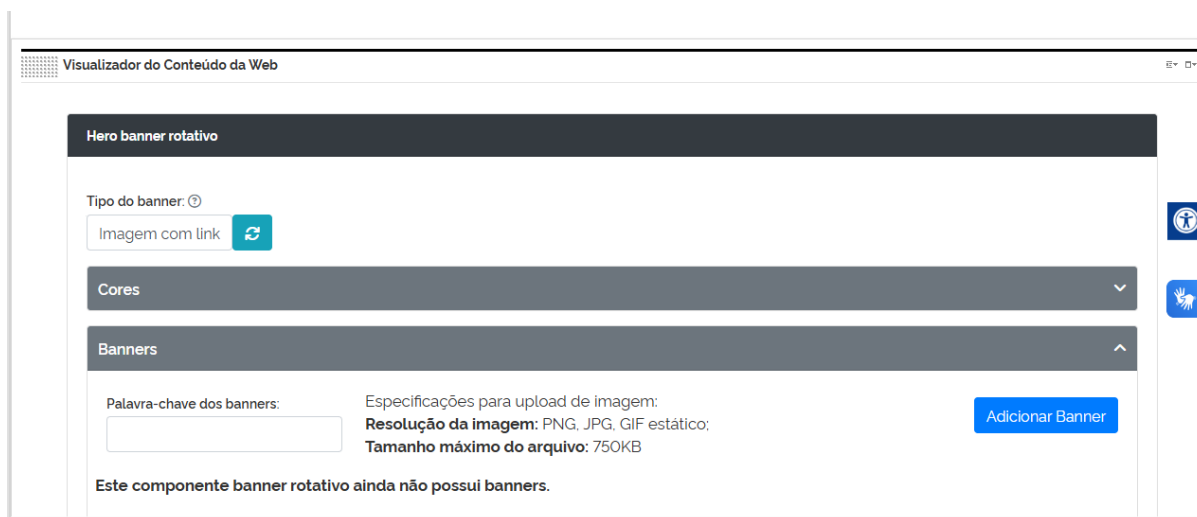 Visualizador do Conteúdo da Web
Hero banner rotativo
Tipo do banner:
Imagem com link
Cores
Banners
Palavra-chave dos banners:
Especificações para upload de imagem:
Resolução da imagem: PNG, JPG, GIF estático;
Tamanho máximo do arquivo: 750KB
Adicionar Banner
Este componente banner rotativo ainda não possui banners.